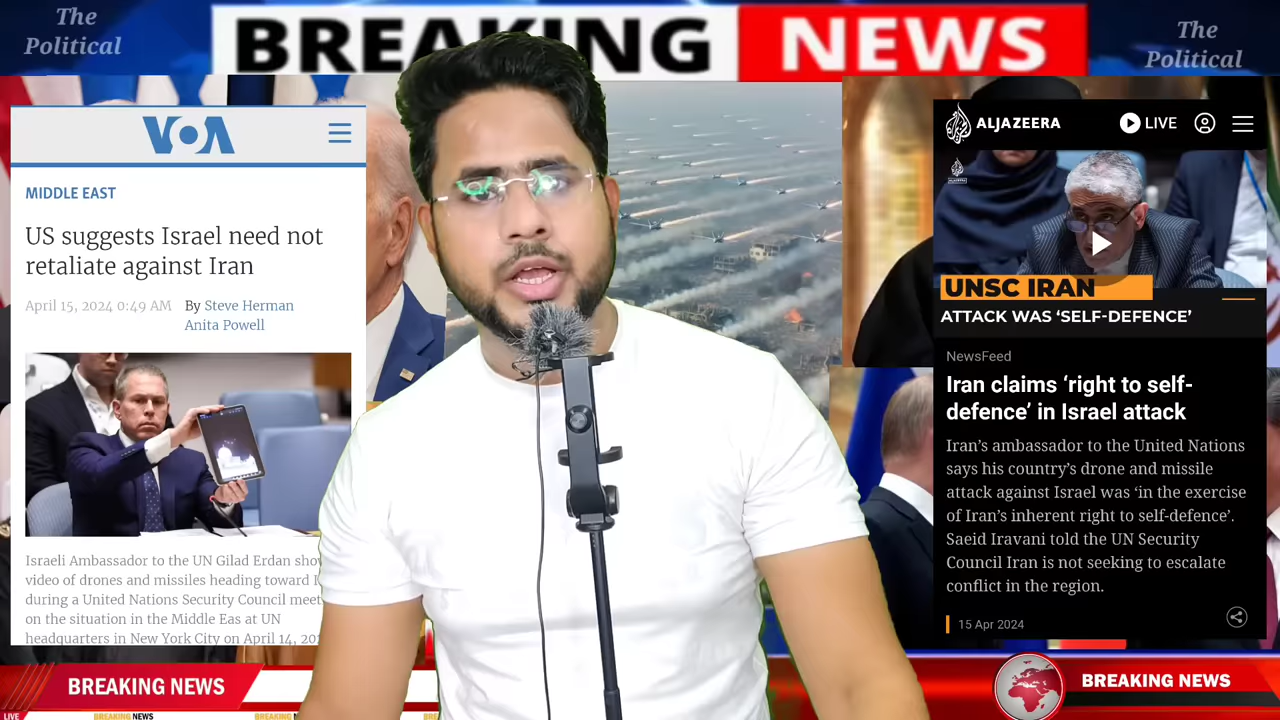 The
Political
BREAKING NEWS
The
Political
VOA
MIDDLE EAST
US suggests Israel need not
retaliate against Iran
April 15, 2024 0:49 AM By Steve Herman
Anita Powell
Israeli Ambassador to the UN Gilad Erdan
video of drones and missiles heading toward
during a United Nations Security Council
on the situation in the Middle Eas at UN
headquarters in New York City on April 14,
ALJAZEERA
LIVE
ALJAZEERA
UNSC IRAN
ATTACK WAS ‘SELF-DEFENCE’
NewsFeed
Iran claims ‘right to self-
defence’ in Israel attack
Iran’s ambassador to the United Nations
says his country’s drone and missile
attack against Israel was ‘in the exercise
of Iran’s inherent right to self-defence’.
Saeid Iravani told the UN Security
Council Iran is not seeking to escalate
conflict in the region.
15 Apr 2024
BREAKING NEWS
BREAKING NEWS
LIVE
BREAKING NEWS
BREAKING